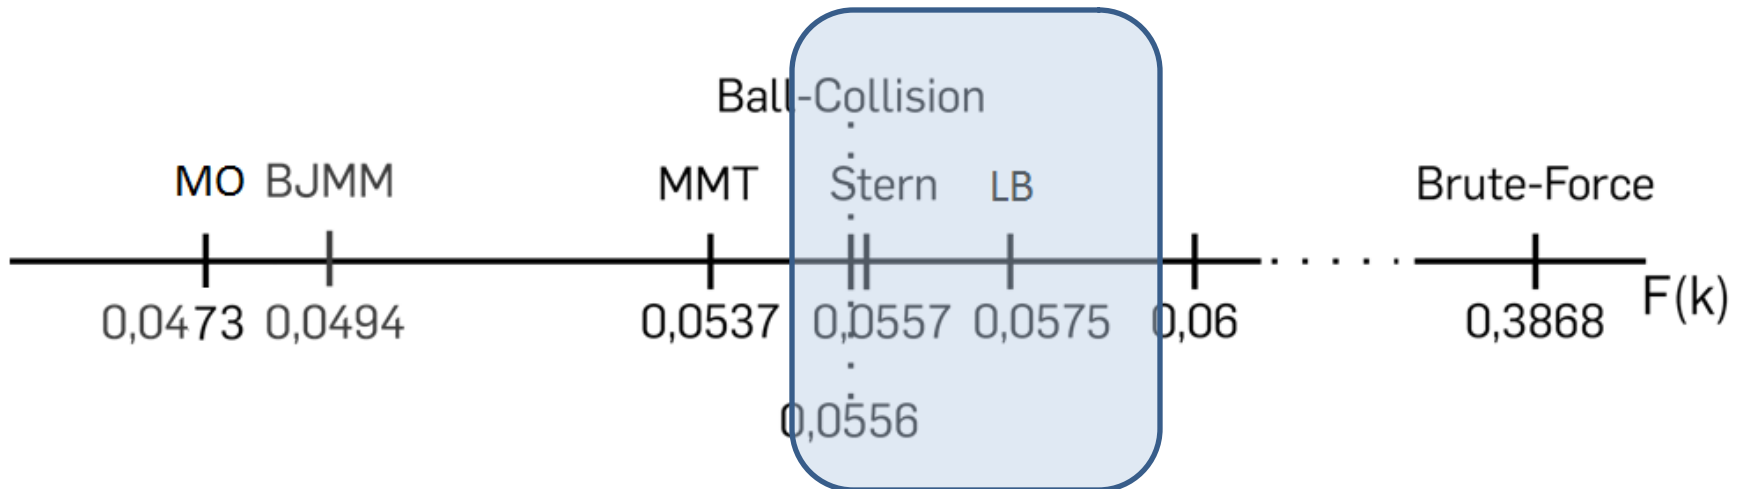 Ball-Collision
MO BJMM MMT Stern LB Brute-Force
0,0473 0,0494 0,0537 0,0557 0,0575 0,06 0,3868 F(k)
0,0556